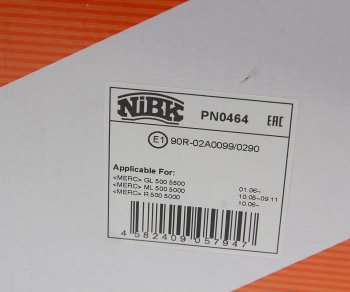 NiBK PN0464 EAC
E1 90R-02A0099/0290
Applicable For:
<MERC> GL 500 5500 01.06~
<MERC> ML 500 5000 10.05~09.11
<MERC> R 500 5000 10.06~
4 582409 057947